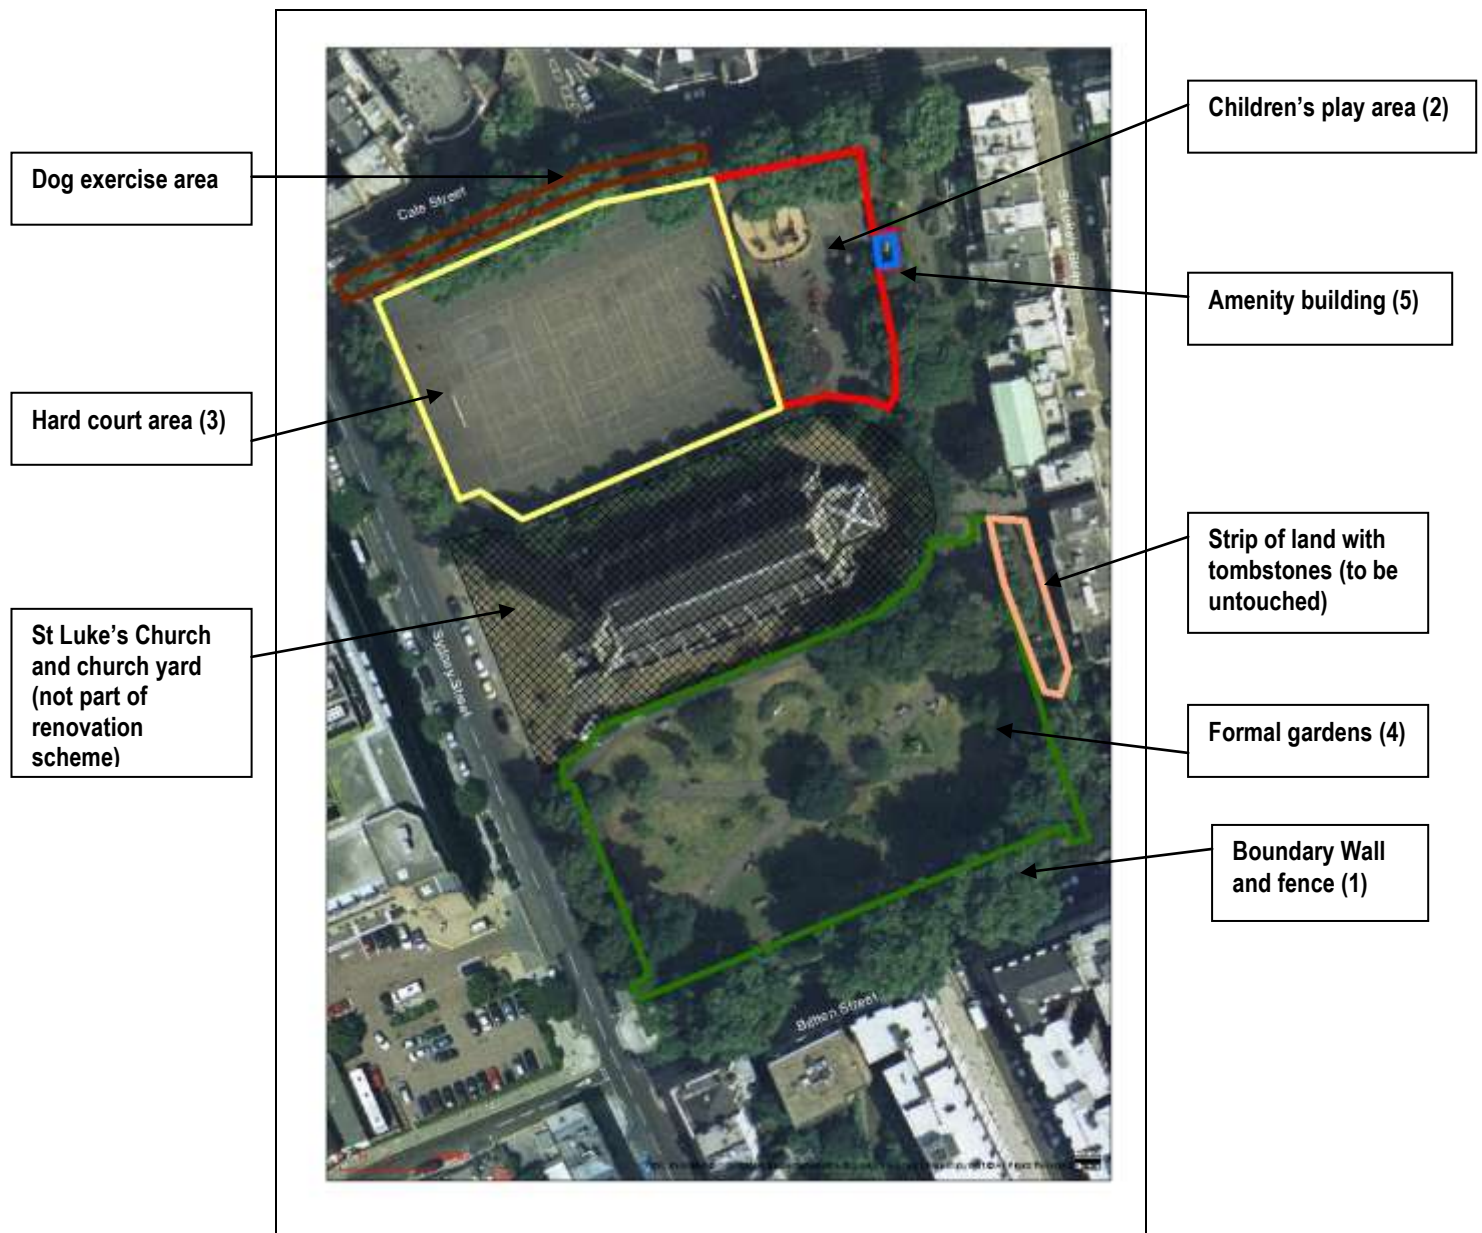 Children's play area (2)
Dog exercise area
Cale Street
Amenity building (5)
Hard court area (3)
Strip of land with
tombstones (to be
untouched)
St Luke's Church
and church yard
(not part of
renovation
scheme)
Sydney Street
Formal gardens (4)
Boundary Wall
and fence (1)
Street